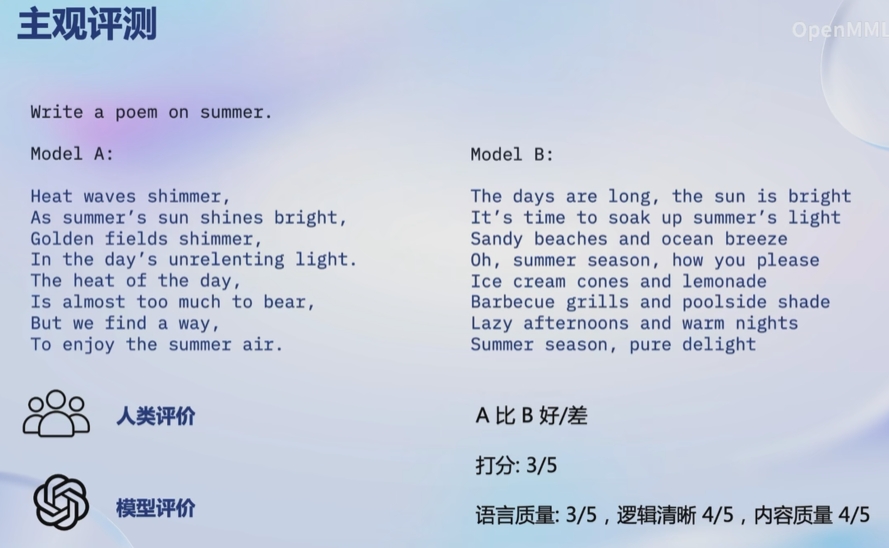 主观评测
OpenMML
Write a poem on summer.
Model A:
Heat waves shimmer,
As summer's sun shines bright,
Golden fields shimmer,
In the day's unrelenting light.
The heat of the day,
Is almost too much to bear,
But we find a way,
To enjoy the summer air.
Model B:
The days are long, the sun is bright
It's time to soak up summer's light
Sandy beaches and ocean breeze
Oh, summer season, how you please
Ice cream cones and lemonade
Barbecue grills and poolside shade
Lazy afternoons and warm nights
Summer season, pure delight
人类评价
模型评价
A 比 B 好/差
打分: 3/5
语言质量: 3/5，逻辑清晰 4/5，内容质量 4/5